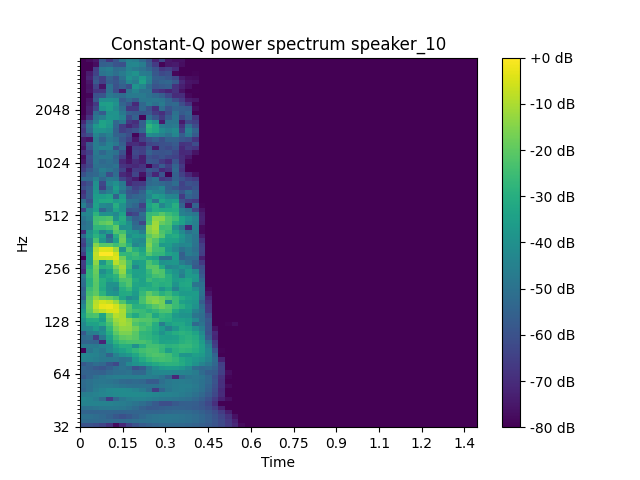 Constant-Q power spectrum speaker_10
Hz
2048
1024
512
256
128
64
32
0 0.15 0.3 0.45 0.6 0.75 0.9 1.1 1.2 1.4
Time
+0 dB
-10 dB
-20 dB
-30 dB
-40 dB
-50 dB
-60 dB
-70 dB
-80 dB